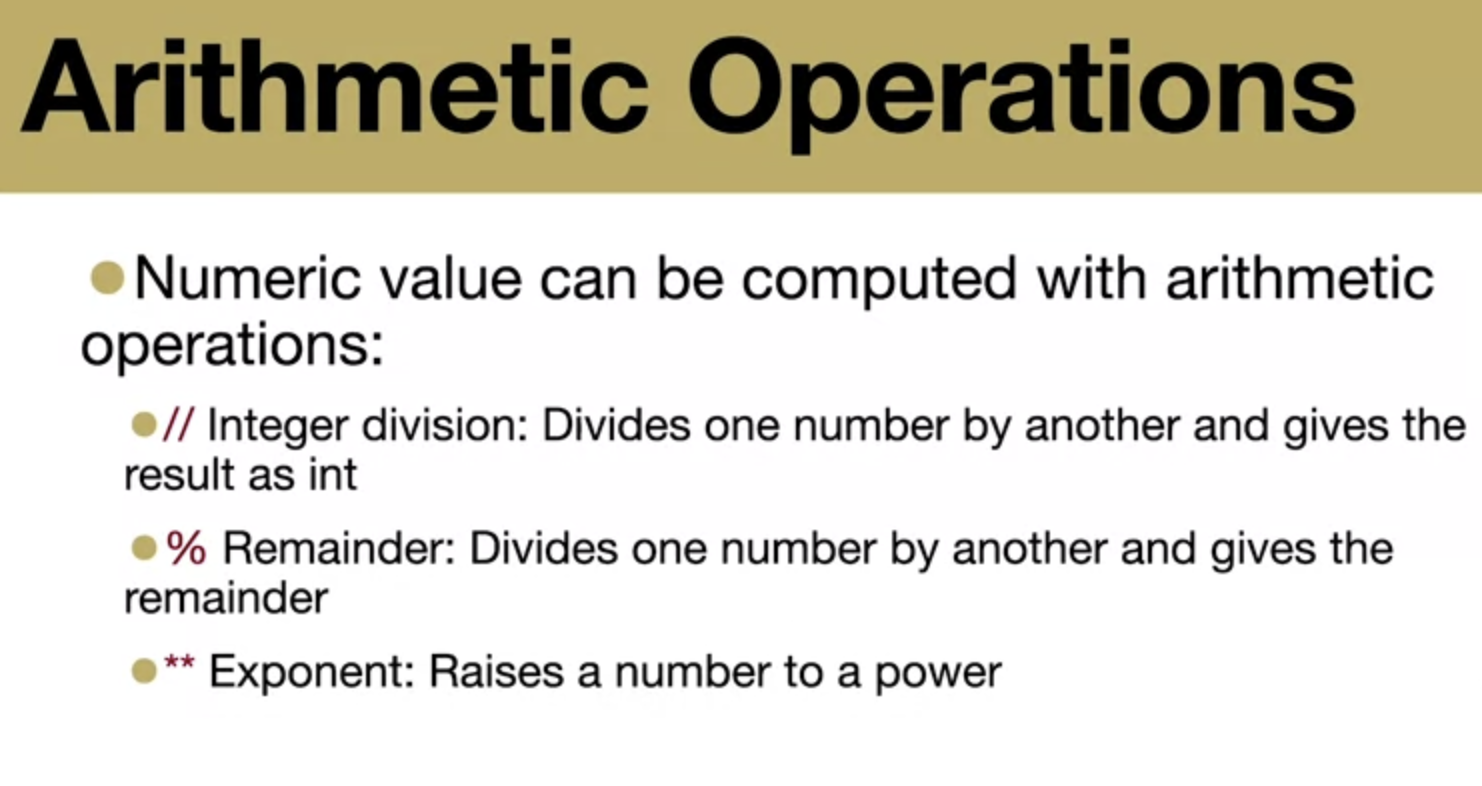 Arithmetic Operations
●Numeric value can be computed with arithmetic
operations:
●// Integer division: Divides one number by another and gives the
result as int
●% Remainder: Divides one number by another and gives the
remainder
●** Exponent: Raises a number to a power